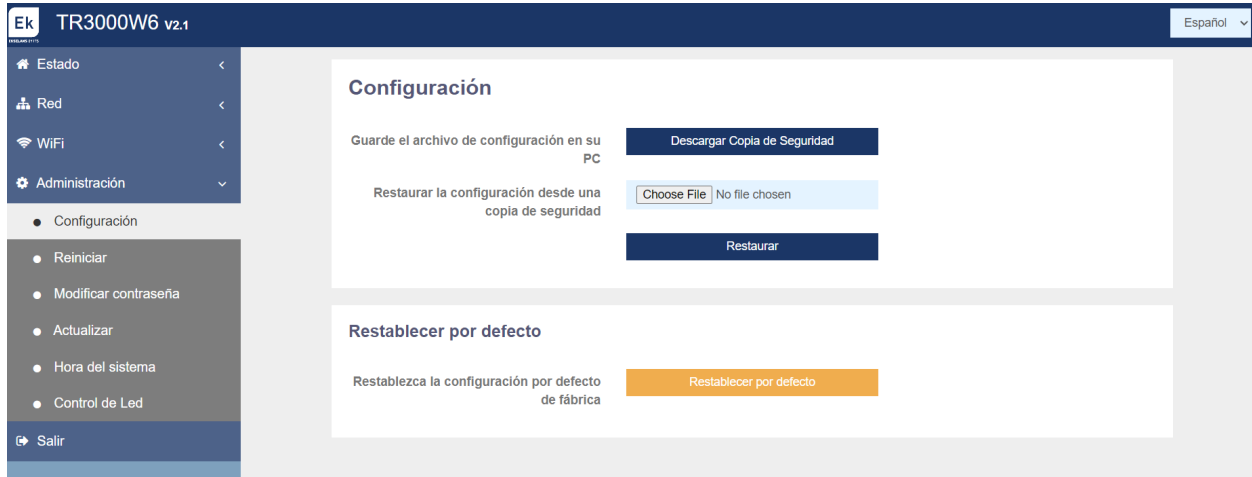 Ek TR3000W6 V2.1
Español
Estado
Red
WiFi
Administración
Configuración
Reiniciar
Modificar contraseña
Actualizar
Hora del sistema
Control de Led
Salir
Configuración
Guarde el archivo de configuración en su
PC
Descargar Copia de Seguridad
Restaurar la configuración desde una
copia de seguridad
Choose File No file chosen
Restaurar
Restablecer por defecto
Restablezca la configuración por defecto
de fábrica
Restablecer por defecto